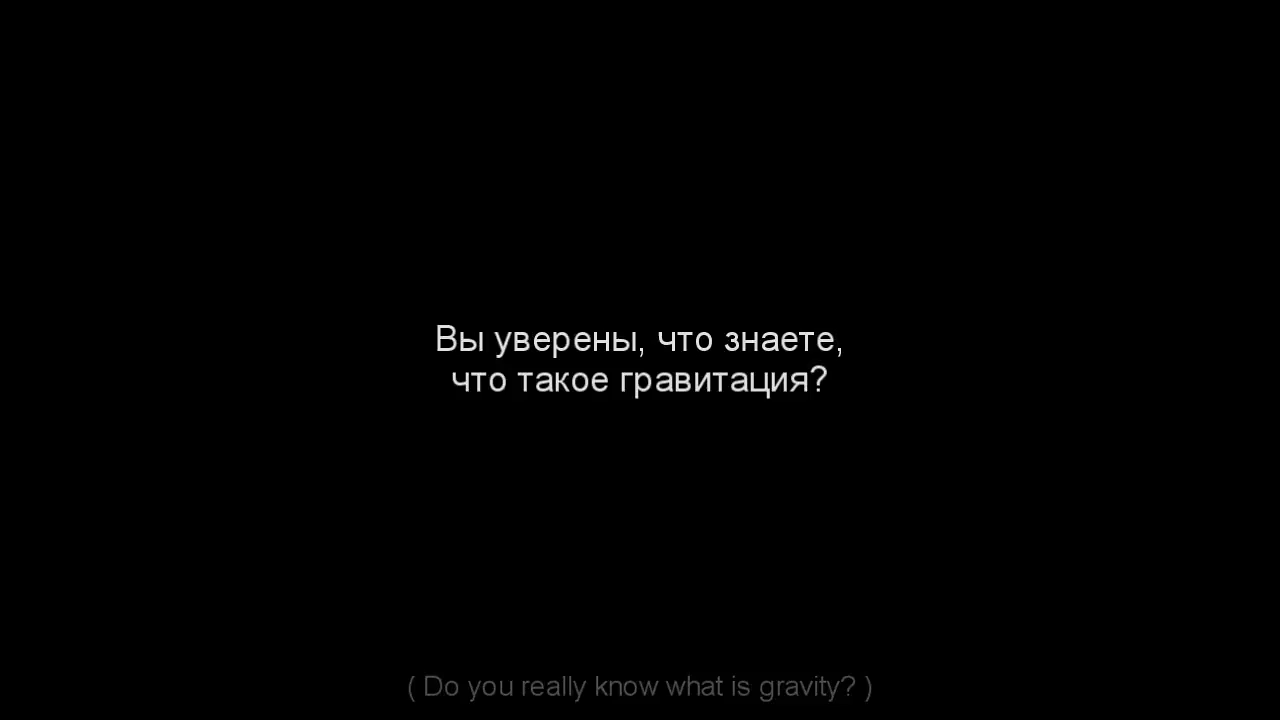 Вы уверены, что знаете,
что такое гравитация?
( Do you really know what is gravity? )